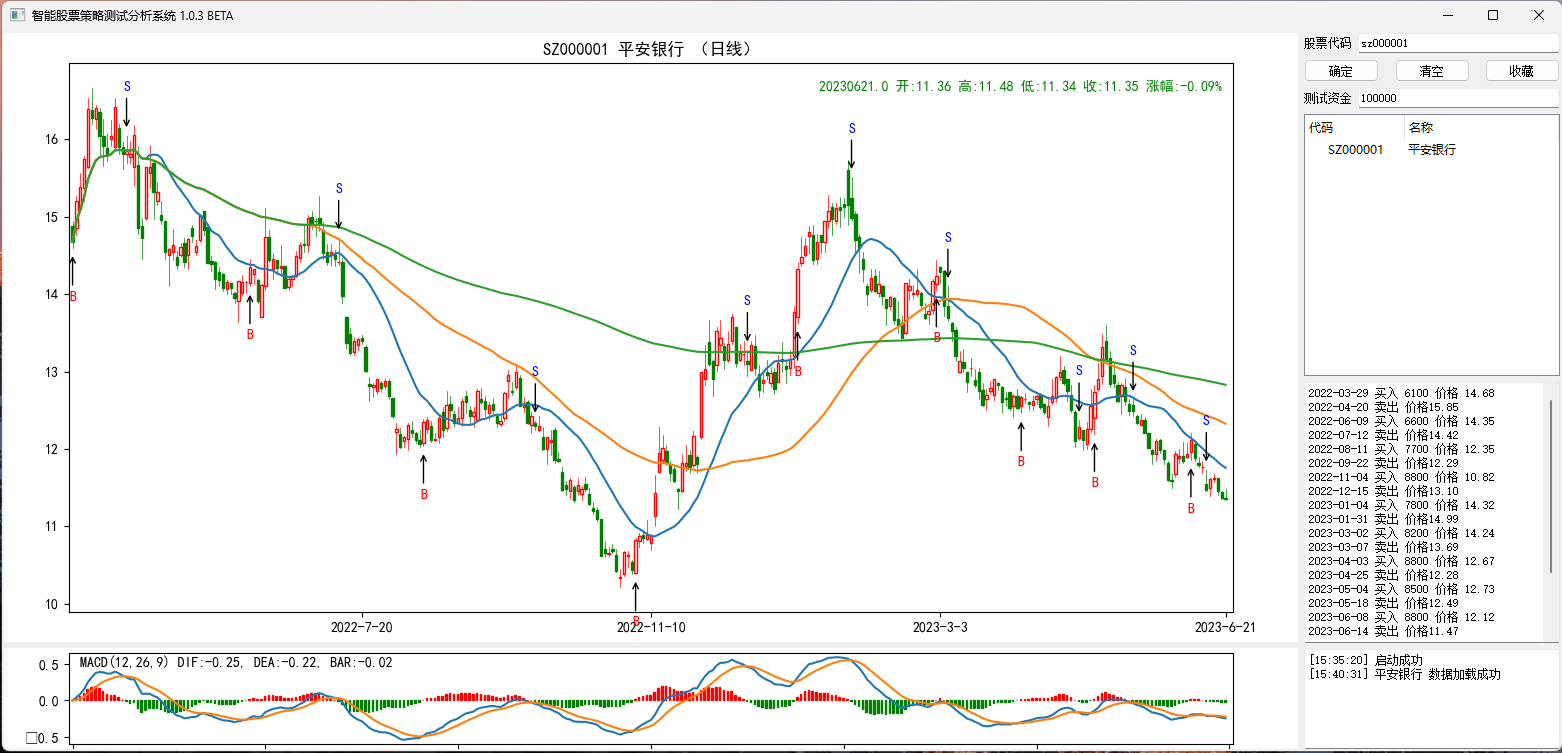 智能股票策略测试分析系统 1.0.3 BETA
SZ000001 平安银行 (日线)
20230621.0 开:11.36 高:11.48 低:11.34 收:11.35 涨幅:-0.09%
S
S
S
S
S
S
S
S
S
B
B
B
B
B
B
B
B
B
16
15
14
13
12
11
10
2022-7-20
2022-11-10
2023-3-3
2023-6-21
MACD(12,26,9) DIF:-0.25, DEA:-0.22, BAR:-0.02
0.5
0.0
□0.5
股票代码 sz000001
确定 清空 收藏
测试资金 100000
代码 名称
SZ000001 平安银行
2022-03-29 买入 6100 价格 14.68
2022-04-20 卖出 价格15.85
2022-06-09 买入 6600 价格 14.35
2022-07-12 卖出 价格14.42
2022-08-11 买入 7700 价格 12.35
2022-09-22 卖出 价格12.29
2022-11-04 买入 8800 价格 10.82
2022-12-15 卖出 价格13.10
2023-01-04 买入 7800 价格 14.32
2023-01-31 卖出 价格14.99
2023-03-02 买入 8200 价格 14.24
2023-03-07 卖出 价格13.69
2023-04-03 买入 8800 价格 12.67
2023-04-25 卖出 价格12.28
2023-05-04 买入 8500 价格 12.73
2023-05-18 卖出 价格12.49
2023-06-08 买入 8800 价格 12.12
2023-06-14 卖出 价格11.47
[15:35:20] 启动成功
[15:40:31] 平安银行 数据加载成功